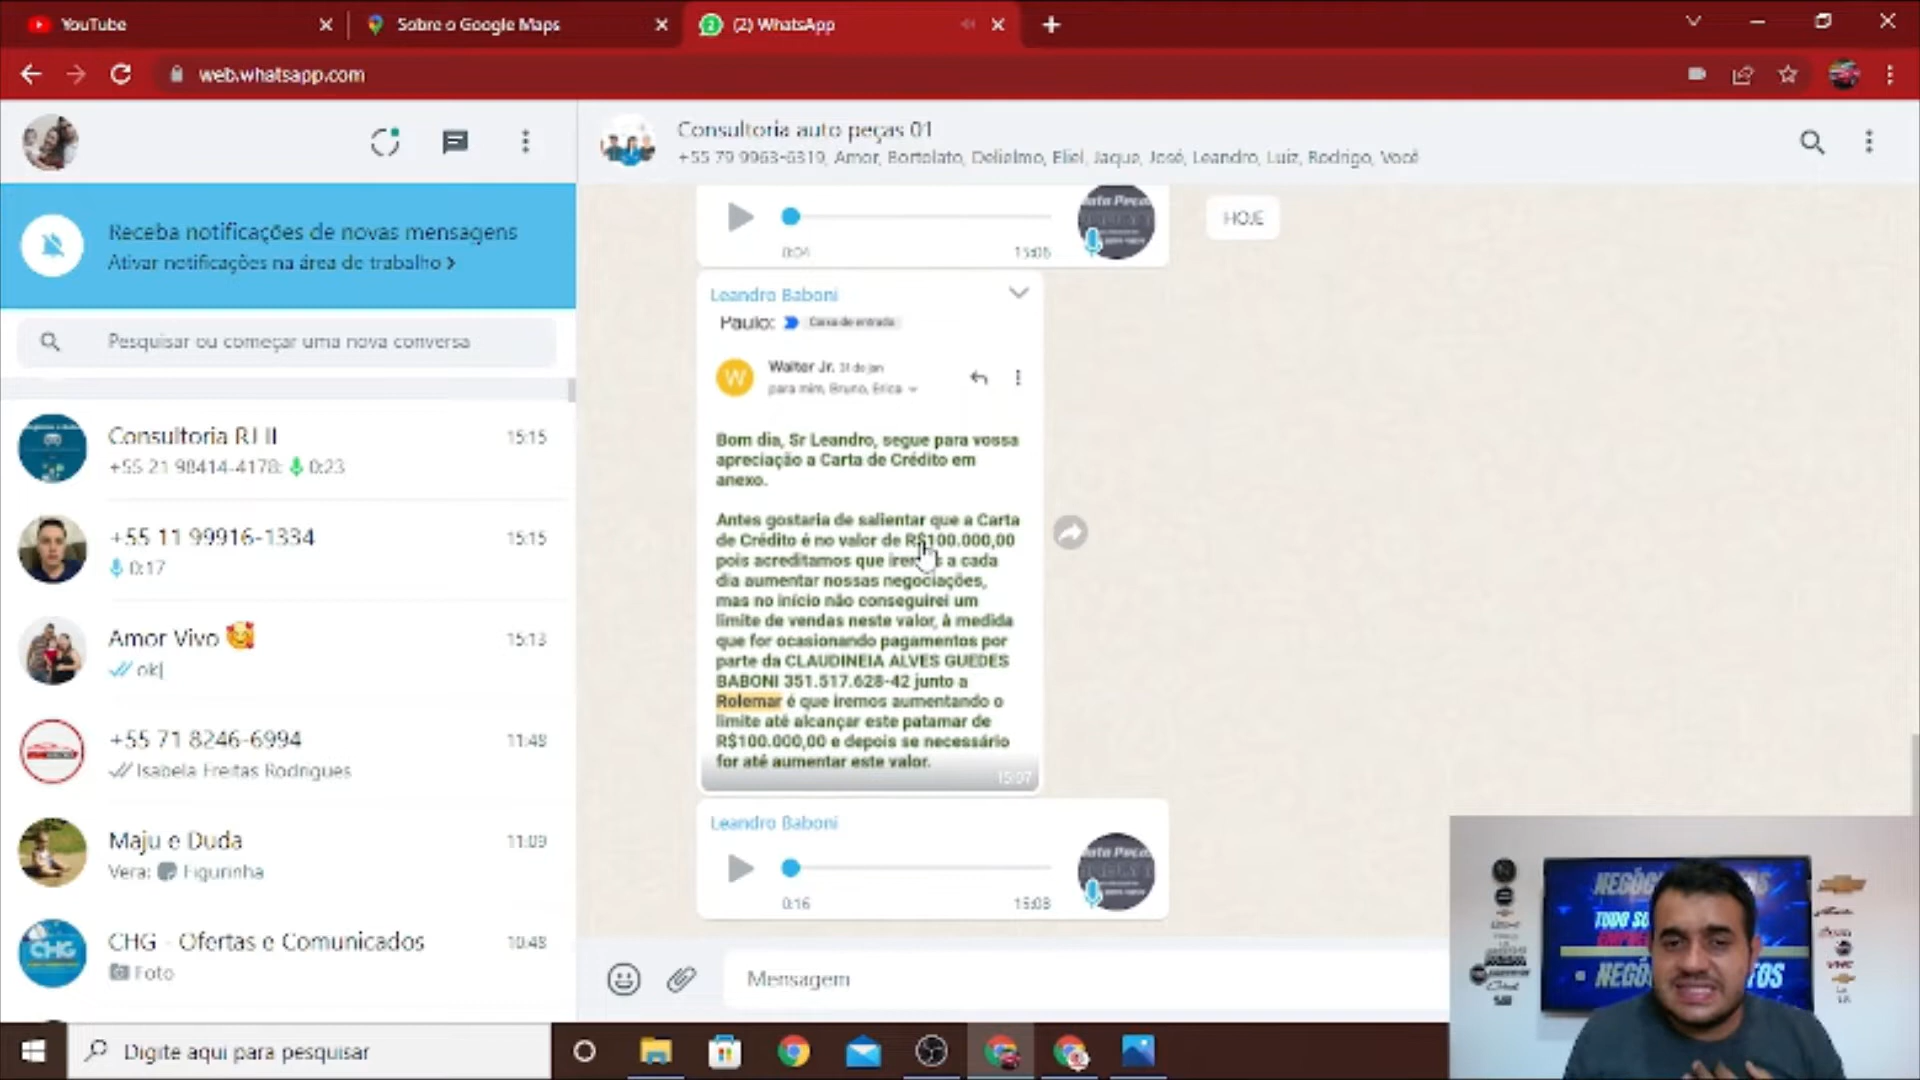 YouTube
Sobre o Google Maps
(2) WhatsApp
web.whatsapp.com
Receba notificações de novas mensagens
Ativar notificações na área de trabalho
Pesquisar ou começar uma nova conversa
Consultoria RJ II
15:15
+55 21 98414-4178: 0:23
+55 11 99916-1334
15:15
0:17
Amor Vivo
15:13
ok
+55 71 8246-6994
11:48
Isabela Freitas Rodrigues
Maju e Duda
11:09
Vera: Figurinha
CHG - Ofertas e Comunicados
10:48
Foto
Consultoria auto peças 01
+55 79 9963-6319, Amor, Bortolato, Delielmo, Eliel, Jaque, José, Leandro, Luiz, Rodrigo, Você
HOJE
0:04
15:06
Leandro Baboni
Paulo: Caixa de entrada
W
Walter Jr. 31 de jan
para mim, Bruno, Erica
Bom dia, Sr Leandro, segue para vossa
apreciação a Carta de Crédito em
anexo.
Antes gostaria de salientar que a Carta
de Crédito é no valor de R$100.000,00
pois acreditamos que iremos a cada
dia aumentar nossas negociações,
mas no início não conseguirei um
limite de vendas neste valor, à medida
que for ocasionando pagamentos por
parte da CLAUDINEIA ALVES GUEDES
BABONI 351.517.628-42 junto a
Rolemar é que iremos aumentando o
limite até alcançar este patamar de
R$100.000,00 e depois se necessário
for até aumentar este valor.
15:07
Leandro Baboni
0:16
15:08
Mensagem
Digite aqui para pesquisar